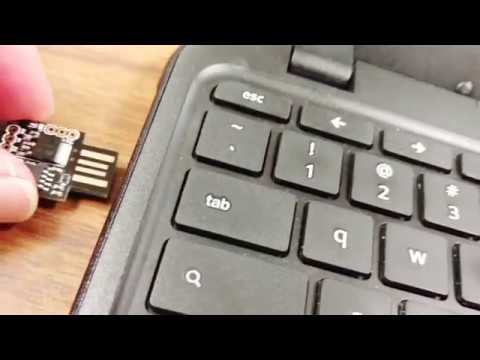 esc
← →
~ ! @ #
` 1 2 3
tab q w